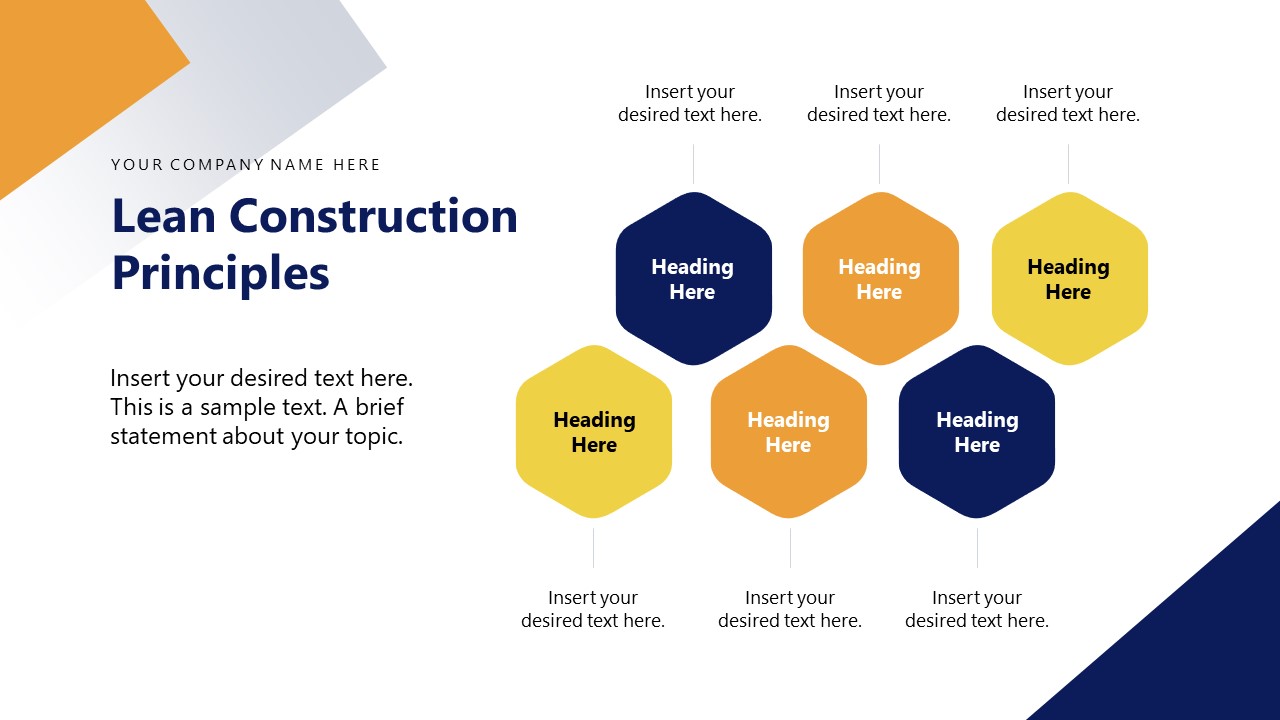 YOUR COMPANY NAME HERE
Lean Construction
Principles
Insert your desired text here.
This is a sample text. A brief
statement about your topic.
Insert your
desired text here.
Insert your
desired text here.
Insert your
desired text here.
Heading
Here
Heading
Here
Heading
Here
Heading
Here
Heading
Here
Heading
Here
Insert your
desired text here.
Insert your
desired text here.
Insert your
desired text here.